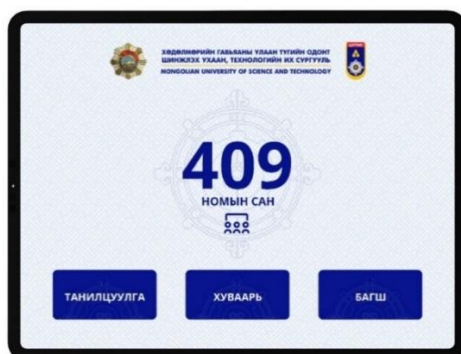 ХӨДӨЛМӨРИЙН ГАВЬЯАНЫ УЛААН ТУГИЙН ОДОНТ
ШИНЖЛЭХ УХААН, ТЕХНОЛОГИЙН ИХ СУРГУУЛЬ
MONGOLIAN UNIVERSITY OF SCIENCE AND TECHNOLOGY
409
НОМЫН САН
ТАНИЛЦУУЛГА
ХУВААРЬ
БАГШ